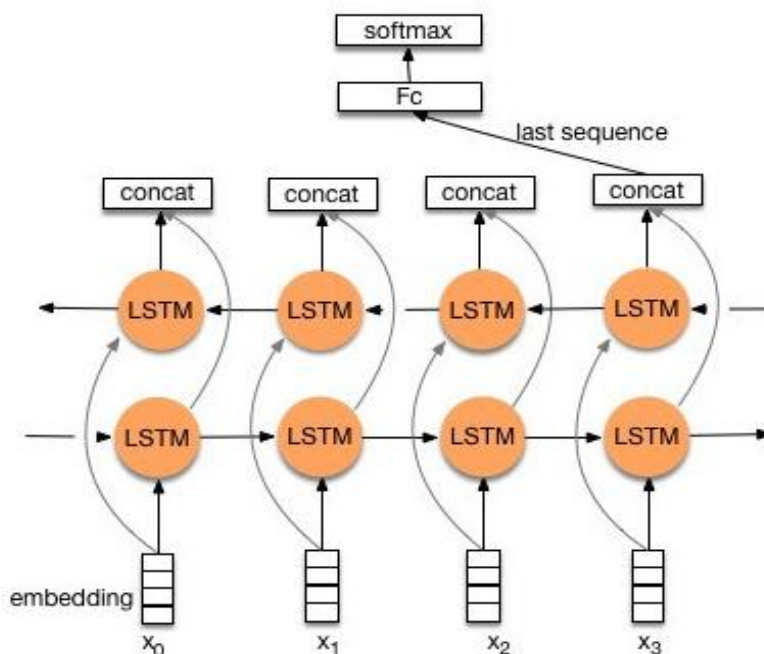 softmax
Fc
last sequence
concat concat concat concat
LSTM LSTM LSTM LSTM
LSTM LSTM LSTM LSTM
embedding
x₀ x₁ x₂ x₃